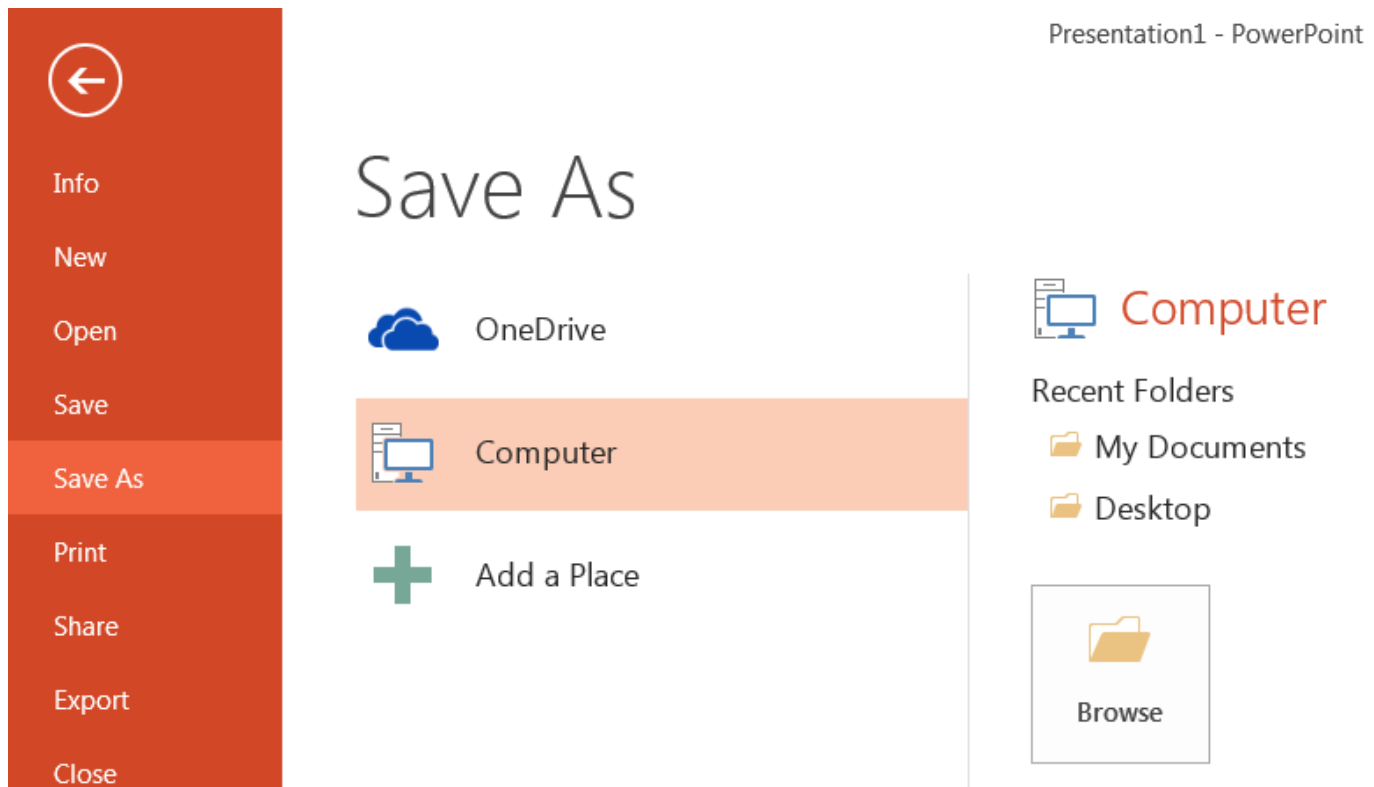 Presentation1 - PowerPoint
Info
New
Open
Save
Save As
Print
Share
Export
Close
Save As
OneDrive
Computer
Add a Place
Computer
Recent Folders
My Documents
Desktop
Browse